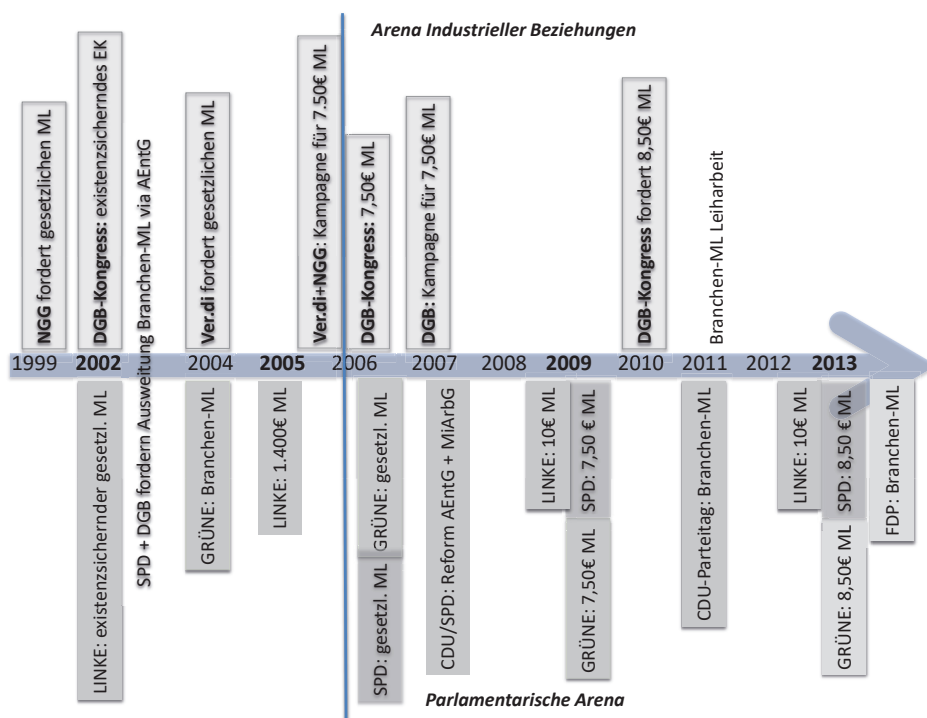 Arena Industrieller Beziehungen
NGG fordert gesetzlichen ML
DGB-Kongress: existenzsicherndes EK
SPD + DGB fordern Ausweitung Branchen-ML via AEntG
Ver.di fordert gesetzlichen ML
Ver.di+NGG: Kampagne für 7.50€ ML
DGB-Kongress: 7,50€ ML
DGB: Kampagne für 7,50€ ML
DGB-Kongress fordert 8,50€ ML
Branchen-ML Leiharbeit
1999 2002 2004 2005 2006 2007 2008 2009 2010 2011 2012 2013
LINKE: existenzsichernder gesetzl. ML
GRÜNE: Branchen-ML
LINKE: 1.400€ ML
GRÜNE: gesetzl. ML
SPD: gesetzl. ML
CDU/SPD: Reform AEntG + MiArbG
LINKE: 10€ ML
SPD: 7,50 € ML
GRÜNE: 7,50€ ML
CDU-Parteitag: Branchen-ML
LINKE: 10€ ML
SPD: 8,50 € ML
GRÜNE: 8,50€ ML
FDP: Branchen-ML
Parlamentarische Arena